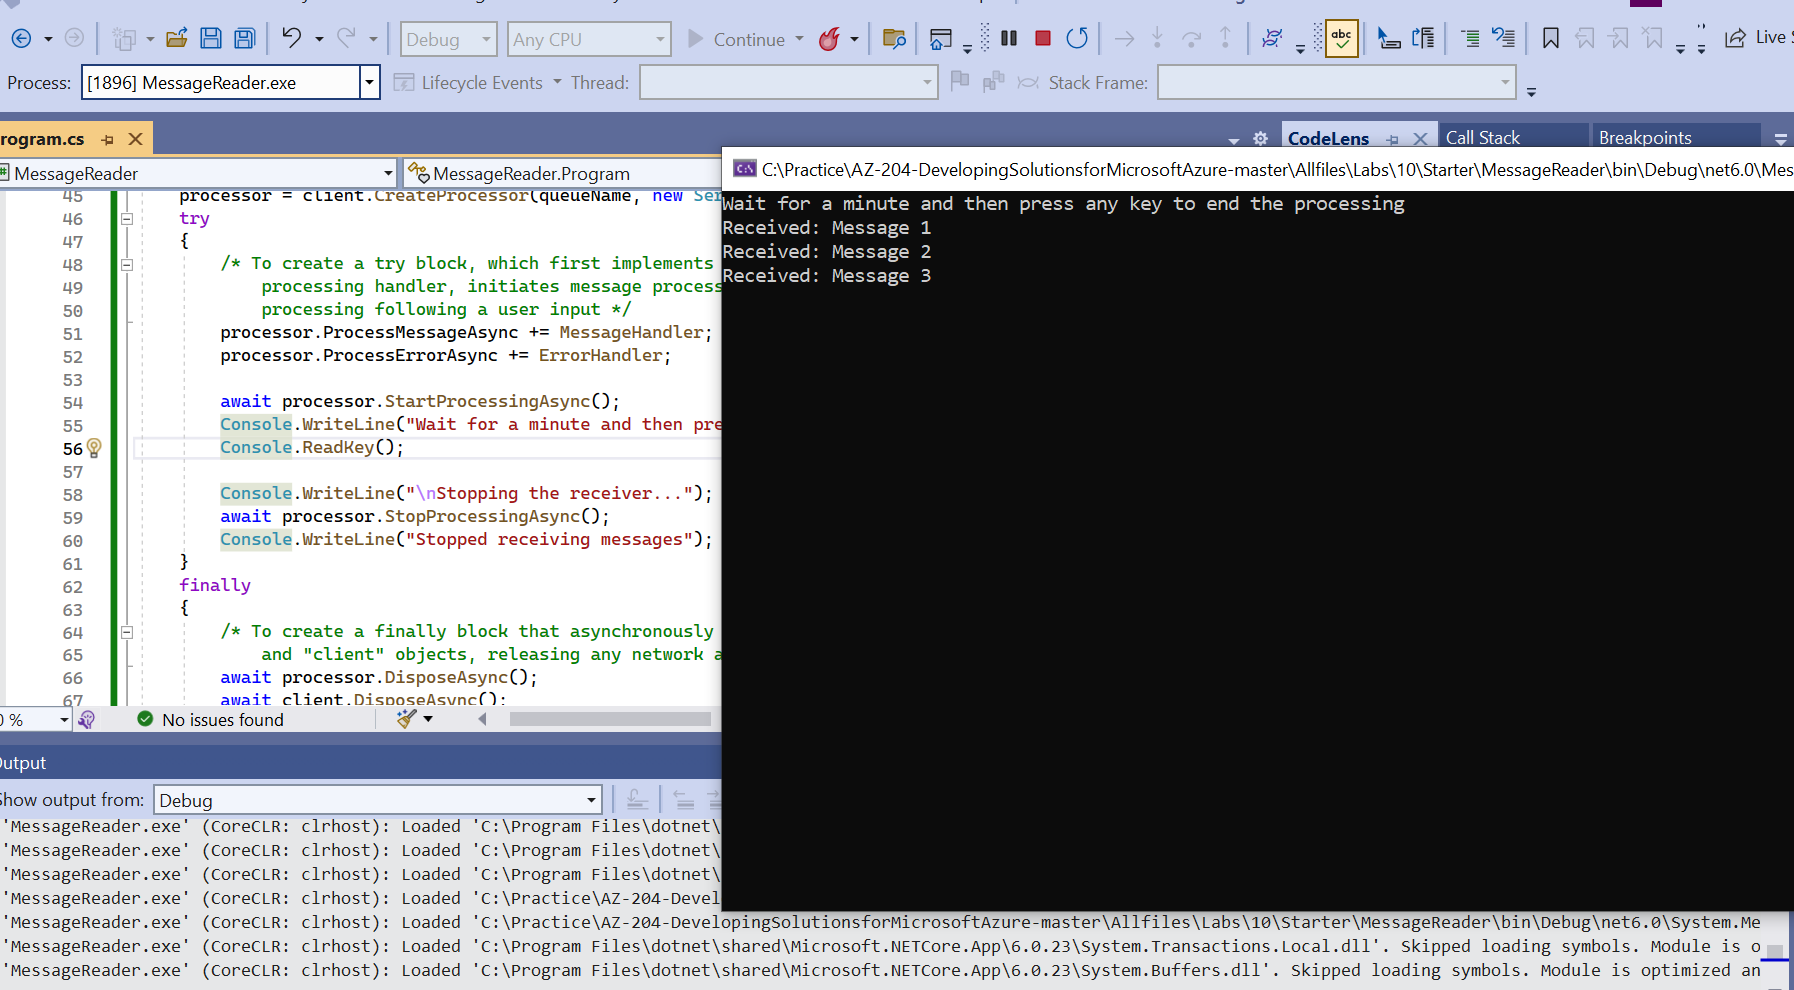 Debug
Any CPU
Continue
abc
Live
Process:
[1896] MessageReader.exe
Lifecycle Events
Thread:
Stack Frame:
rogram.cs
CodeLens
Call Stack
Breakpoints
MessageReader
MessageReader.Program
45 processor = client.CreateProcessor(queueName, new Ser
46 try
47 {
48 /* To create a try block, which first implements
49 processing handler, initiates message process
50 processing following a user input */
51 processor.ProcessMessageAsync += MessageHandler;
52 processor.ProcessErrorAsync += ErrorHandler;
53
54 await processor.StartProcessingAsync();
55 Console.WriteLine("Wait for a minute and then pre
56 Console.ReadKey();
57
58 Console.WriteLine("\nStopping the receiver...");
59 await processor.StopProcessingAsync();
60 Console.WriteLine("Stopped receiving messages");
61 }
62 finally
63 {
64 /* To create a finally block that asynchronously
65 and "client" objects, releasing any network a
66 await processor.DisposeAsync();
67 await client.DisposeAsync();
C:\Practice\AZ-204-DevelopingSolutionsforMicrosoftAzure-master\Allfiles\Labs\10\Starter\MessageReader\bin\Debug\net6.0\Mes
Wait for a minute and then press any key to end the processing
Received: Message 1
Received: Message 2
Received: Message 3
0 %
No issues found
Output
Show output from:
Debug
'MessageReader.exe' (CoreCLR: clrhost): Loaded 'C:\Program Files\dotnet\
'MessageReader.exe' (CoreCLR: clrhost): Loaded 'C:\Program Files\dotnet\
'MessageReader.exe' (CoreCLR: clrhost): Loaded 'C:\Program Files\dotnet\
'MessageReader.exe' (CoreCLR: clrhost): Loaded 'C:\Practice\AZ-204-Devel
'MessageReader.exe' (CoreCLR: clrhost): Loaded 'C:\Practice\AZ-204-DevelopingSolutionsforMicrosoftAzure-master\Allfiles\Labs\10\Starter\MessageReader\bin\Debug\net6.0\System.Me
'MessageReader.exe' (CoreCLR: clrhost): Loaded 'C:\Program Files\dotnet\shared\Microsoft.NETCore.App\6.0.23\System.Transactions.Local.dll'. Skipped loading symbols. Module is o
'MessageReader.exe' (CoreCLR: clrhost): Loaded 'C:\Program Files\dotnet\shared\Microsoft.NETCore.App\6.0.23\System.Buffers.dll'. Skipped loading symbols. Module is optimized an